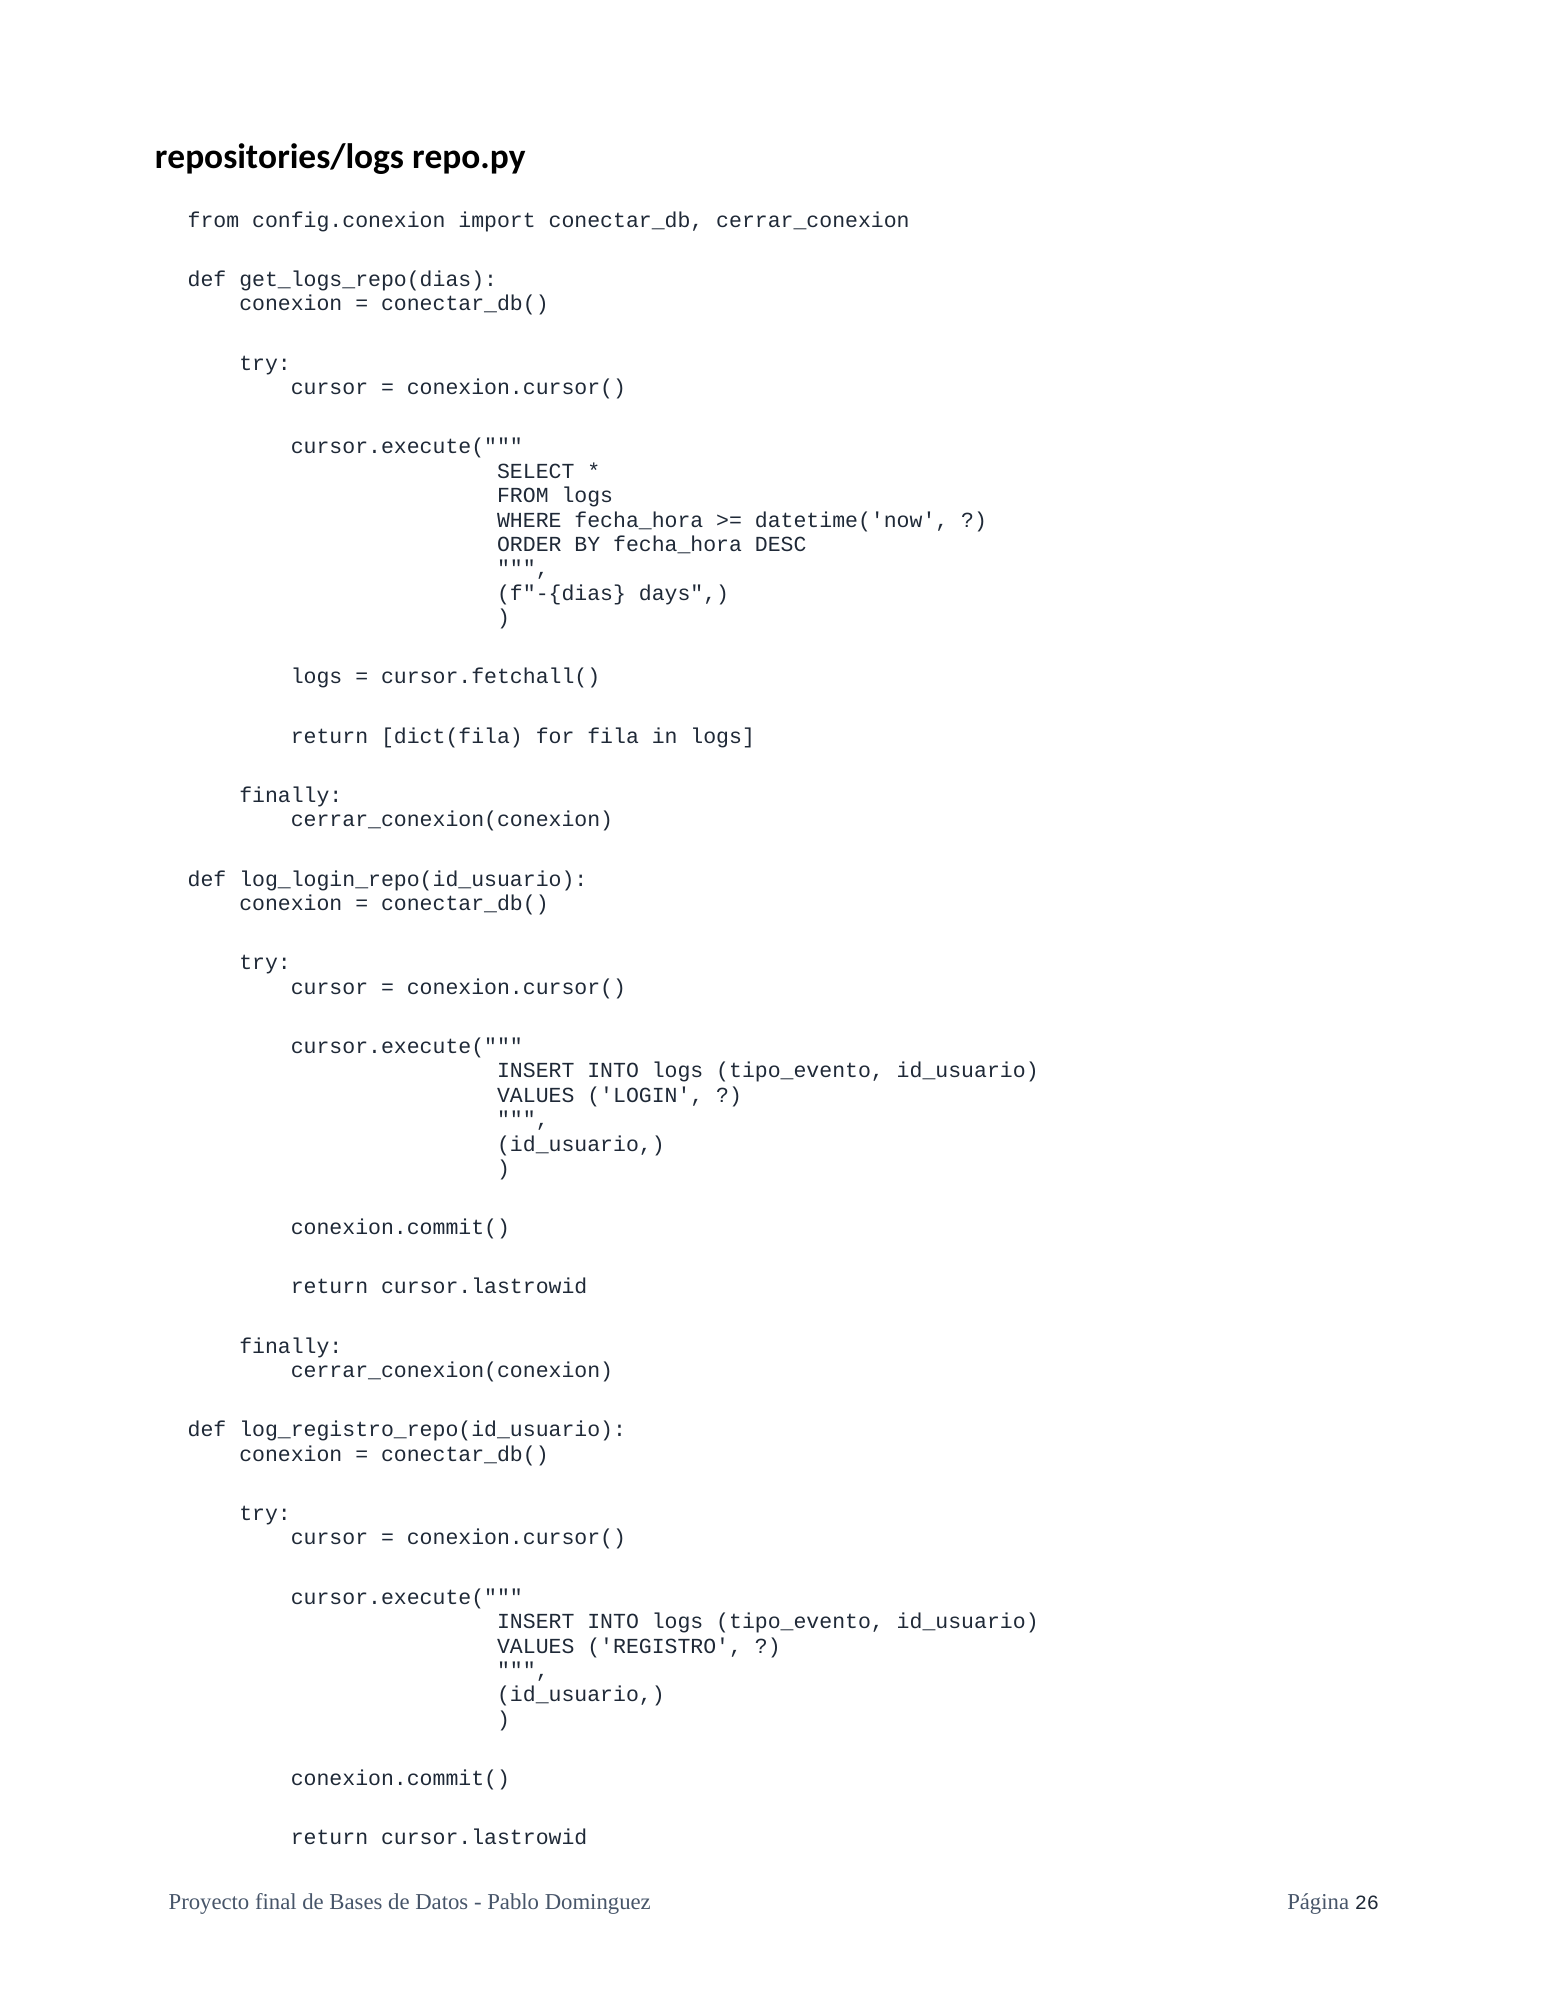 repositories/logs repo.py
from config.conexion import conectar_db, cerrar_conexion
def get_logs_repo(dias):
    conexion = conectar_db()
    try:
        cursor = conexion.cursor()
        cursor.execute("""
                        SELECT *
                        FROM logs
                        WHERE fecha_hora >= datetime('now', ?)
                        ORDER BY fecha_hora DESC
                        """,
                        (f"-{dias} days",)
                        )
        logs = cursor.fetchall()
        return [dict(fila) for fila in logs]
    finally:
        cerrar_conexion(conexion)
def log_login_repo(id_usuario):
    conexion = conectar_db()
    try:
        cursor = conexion.cursor()
        cursor.execute("""
                        INSERT INTO logs (tipo_evento, id_usuario)
                        VALUES ('LOGIN', ?)
                        """,
                        (id_usuario,)
                        )
        conexion.commit()
        return cursor.lastrowid
    finally:
        cerrar_conexion(conexion)
def log_registro_repo(id_usuario):
    conexion = conectar_db()
    try:
        cursor = conexion.cursor()
        cursor.execute("""
                        INSERT INTO logs (tipo_evento, id_usuario)
                        VALUES ('REGISTRO', ?)
                        """,
                        (id_usuario,)
                        )
        conexion.commit()
        return cursor.lastrowid
Proyecto final de Bases de Datos - Pablo Dominguez Página 26